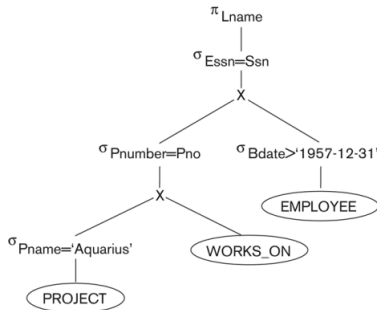 π Lname
σ Essn=Ssn
X
σ Pnumber=Pno
σ Bdate>‘1957-12-31’
X
EMPLOYEE
σ Pname=‘Aquarius’
WORKS_ON
PROJECT